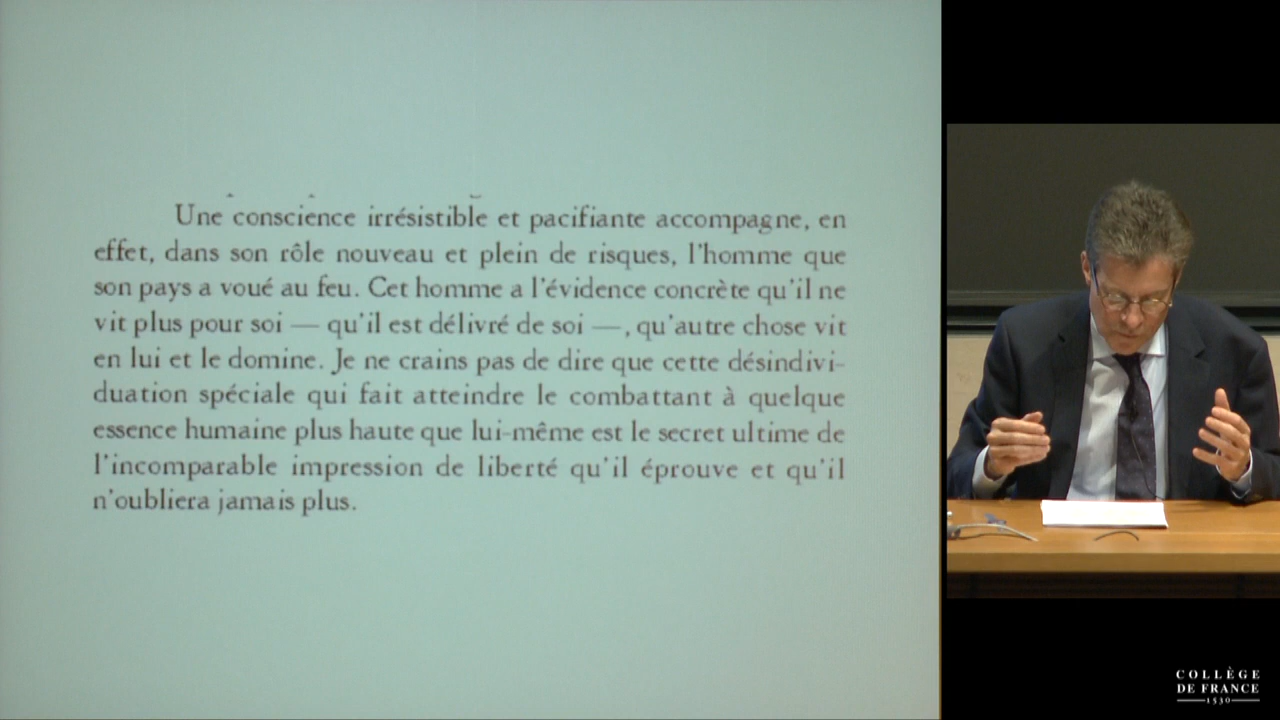 Une conscience irrésistible et pacifiante accompagne, en
effet, dans son rôle nouveau et plein de risques, l'homme que
son pays a voué au feu. Cet homme a l'évidence concrète qu'il ne
vit plus pour soi — qu'il est délivré de soi —, qu'autre chose vit
en lui et le domine. Je ne crains pas de dire que cette désindivi-
duation spéciale qui fait atteindre le combattant à quelque
essence humaine plus haute que lui-même est le secret ultime de
l'incomparable impression de liberté qu'il éprouve et qu'il
n'oubliera jamais plus.
COLLÈGE
DE FRANCE
1530